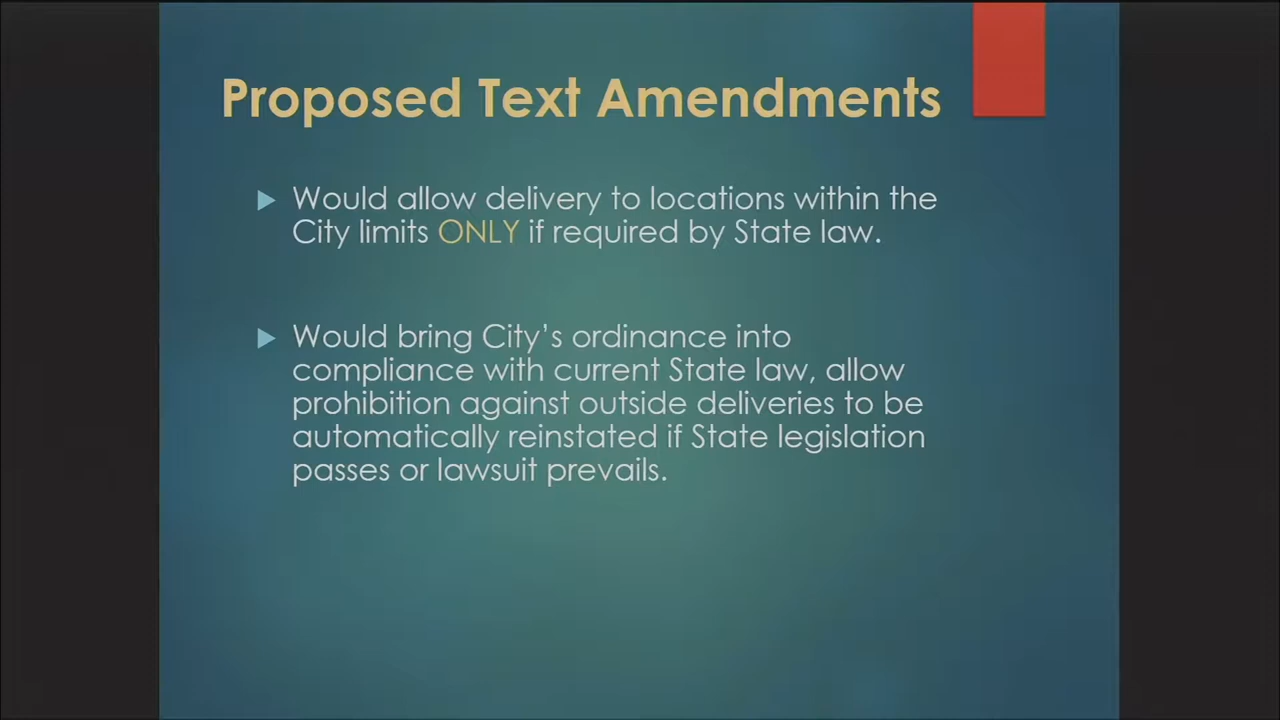 Proposed Text Amendments
Would allow delivery to locations within the
City limits ONLY if required by State law.
Would bring City’s ordinance into
compliance with current State law, allow
prohibition against outside deliveries to be
automatically reinstated if State legislation
passes or lawsuit prevails.